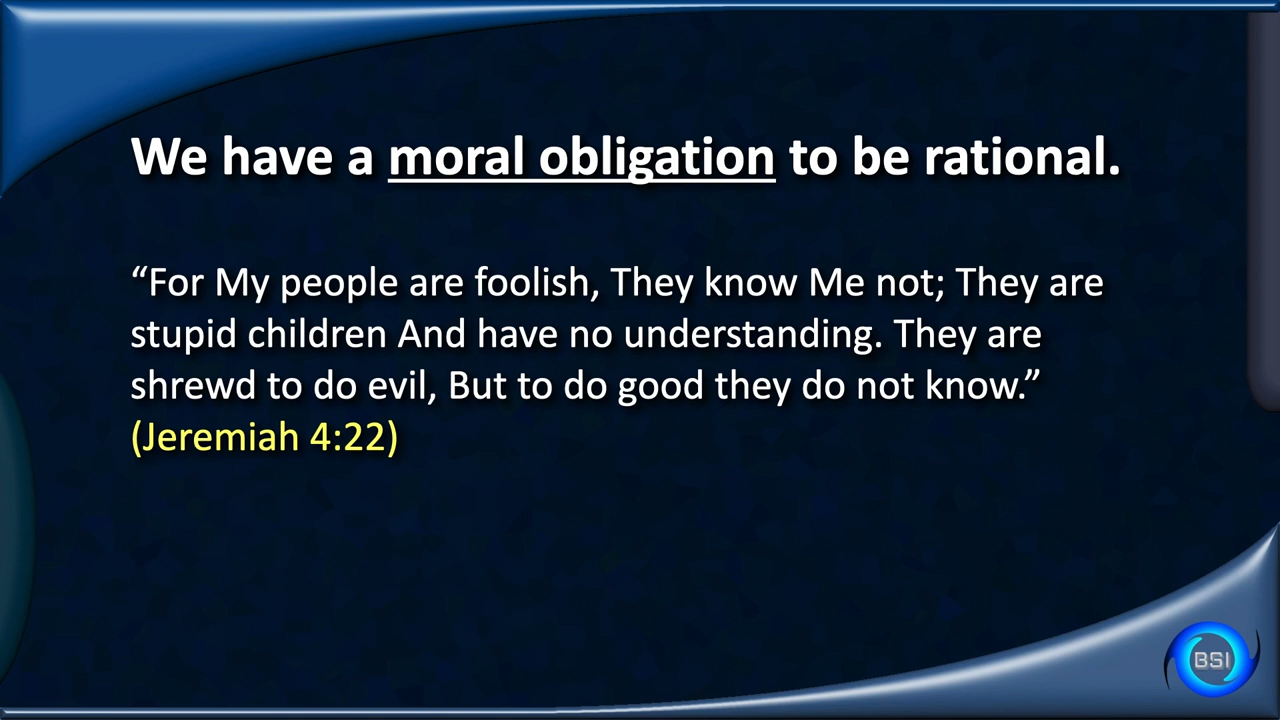 We have a moral obligation to be rational.
“For My people are foolish, They know Me not; They are
stupid children And have no understanding. They are
shrewd to do evil, But to do good they do not know.”
(Jeremiah 4:22)
BSI